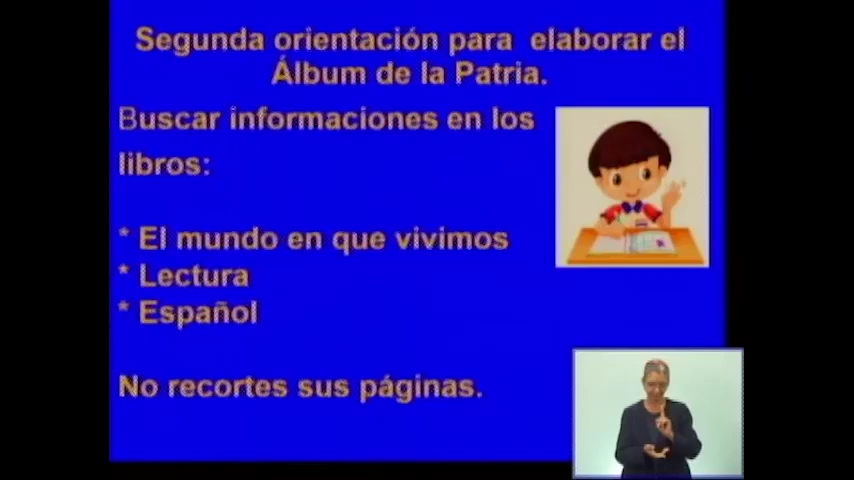 Segunda orientación para elaborar el
Álbum de la Patria.
Buscar informaciones en los
libros:
* El mundo en que vivimos
* Lectura
* Español
No recortes sus páginas.